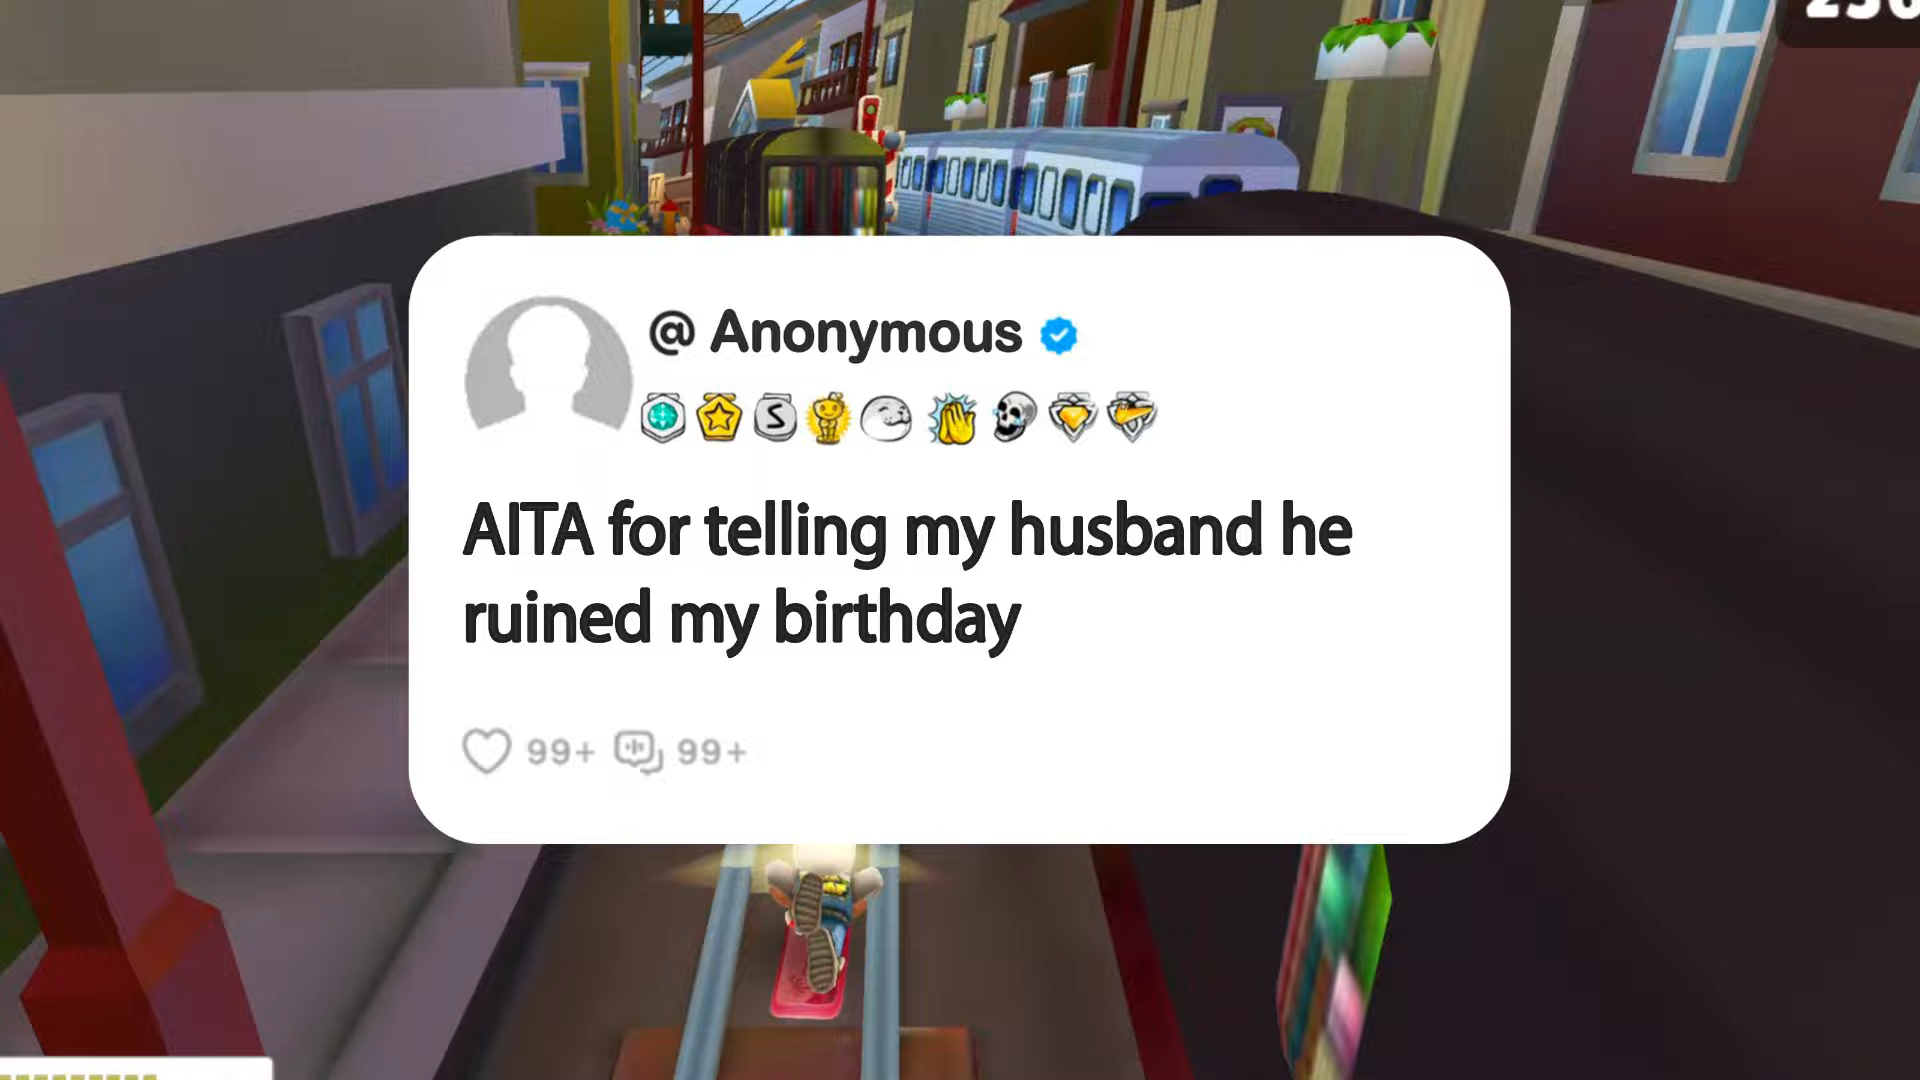 @ Anonymous
AITA for telling my husband he
ruined my birthday
99+ 99+